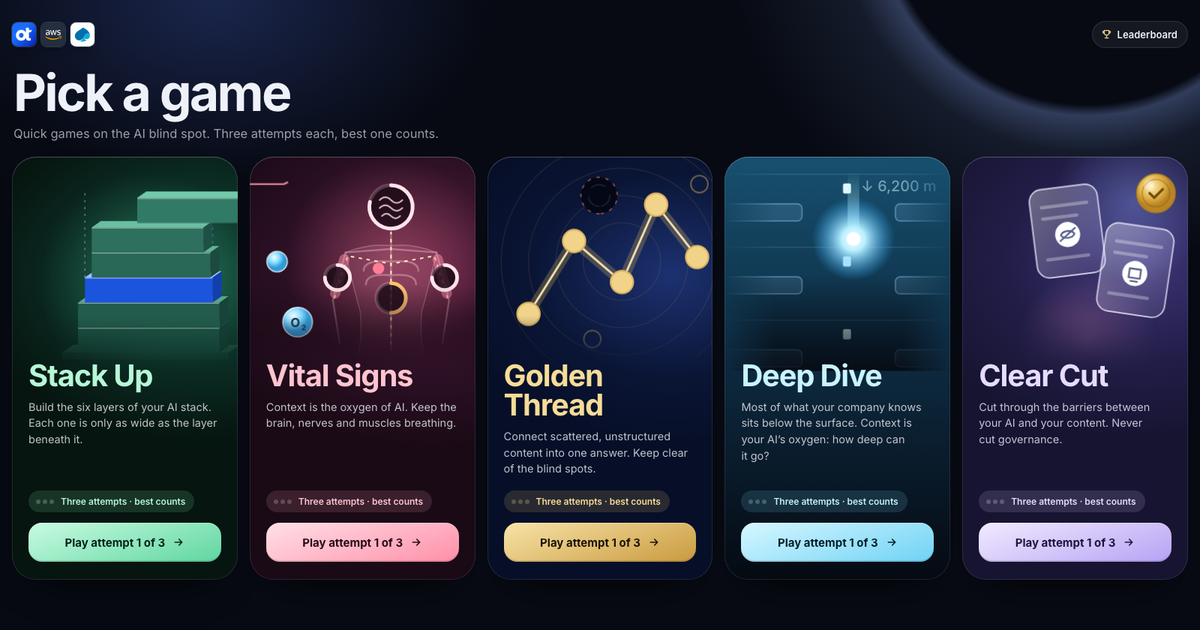 ot
aws
Leaderboard
Pick a game
Quick games on the AI blind spot. Three attempts each, best one counts.
Stack Up
Build the six layers of your AI stack.
Each one is only as wide as the layer
beneath it.
Three attempts · best counts
Play attempt 1 of 3 →
O₂
Vital Signs
Context is the oxygen of AI. Keep the
brain, nerves and muscles breathing.
Three attempts · best counts
Play attempt 1 of 3 →
Golden
Thread
Connect scattered, unstructured
content into one answer. Keep clear
of the blind spots.
Three attempts · best counts
Play attempt 1 of 3 →
↓ 6,200 m
Deep Dive
Most of what your company knows
sits below the surface. Context is
your AI’s oxygen: how deep can
it go?
Three attempts · best counts
Play attempt 1 of 3 →
Clear Cut
Cut through the barriers between
your AI and your content. Never
cut governance.
Three attempts · best counts
Play attempt 1 of 3 →